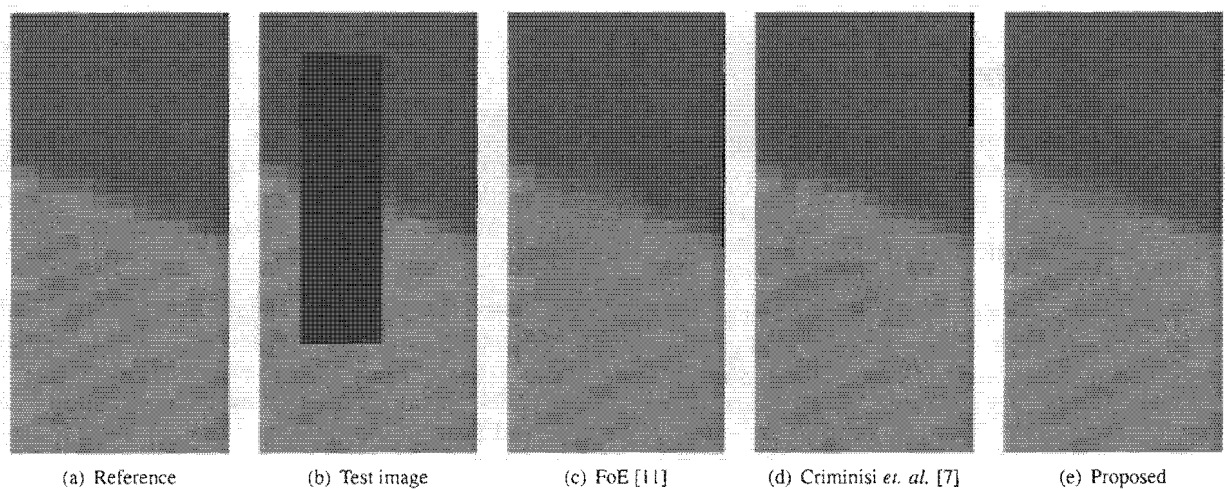 (a) Reference
(b) Test image
(c) FoE [11]
(d) Criminisi et. al. [7]
(e) Proposed